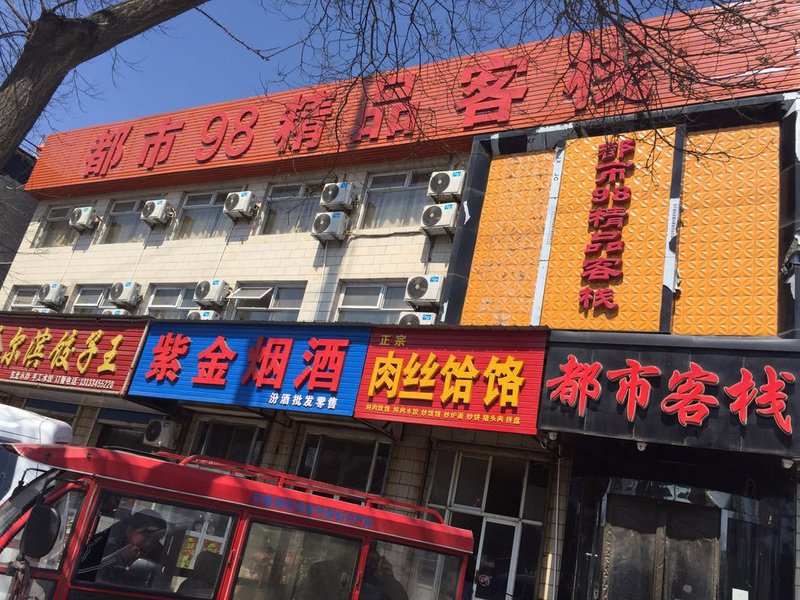 都市98精品客栈
都市98精品客栈
尔滨饺子王
紫金烟酒
汾酒批发零售
正宗
肉丝饸饹
都市客栈